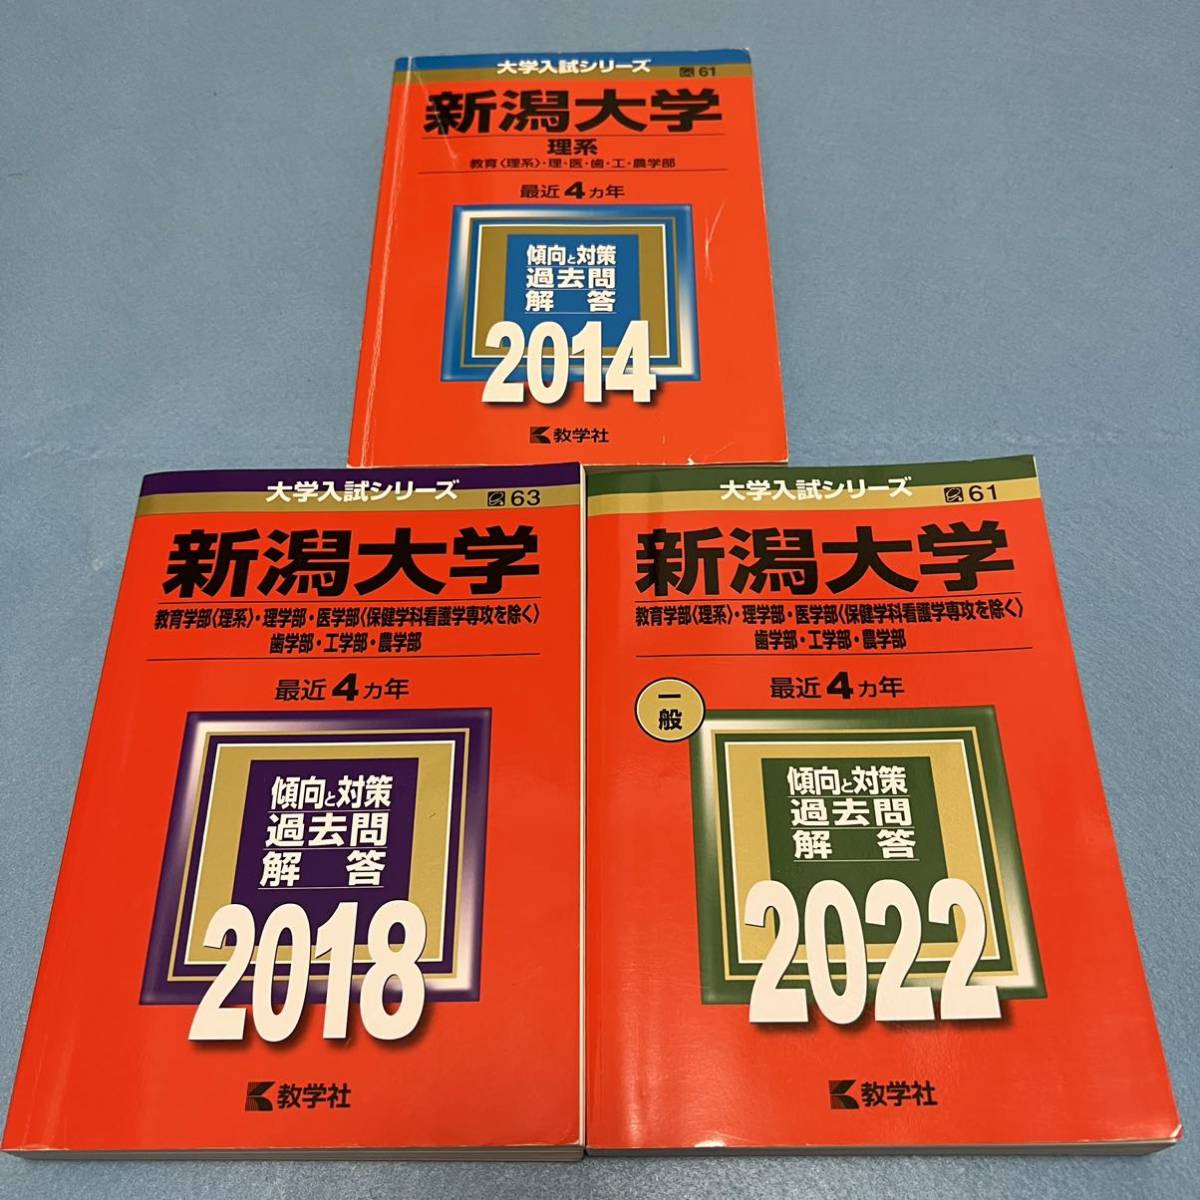 大学入試シリーズ
61
新潟大学
理系
教育〈理系〉・理・医・歯・工・農学部
最近4カ年
傾向と対策
過去問
解答
2014
教学社
大学入試シリーズ
63
新潟大学
教育学部〈理系〉・理学部・医学部〈保健学科看護学専攻を除く〉
歯学部・工学部・農学部
最近4カ年
傾向と対策
過去問
解答
2018
教学社
大学入試シリーズ
61
新潟大学
教育学部〈理系〉・理学部・医学部〈保健学科看護学専攻を除く〉
歯学部・工学部・農学部
一般
最近4カ年
傾向と対策
過去問
解答
2022
教学社